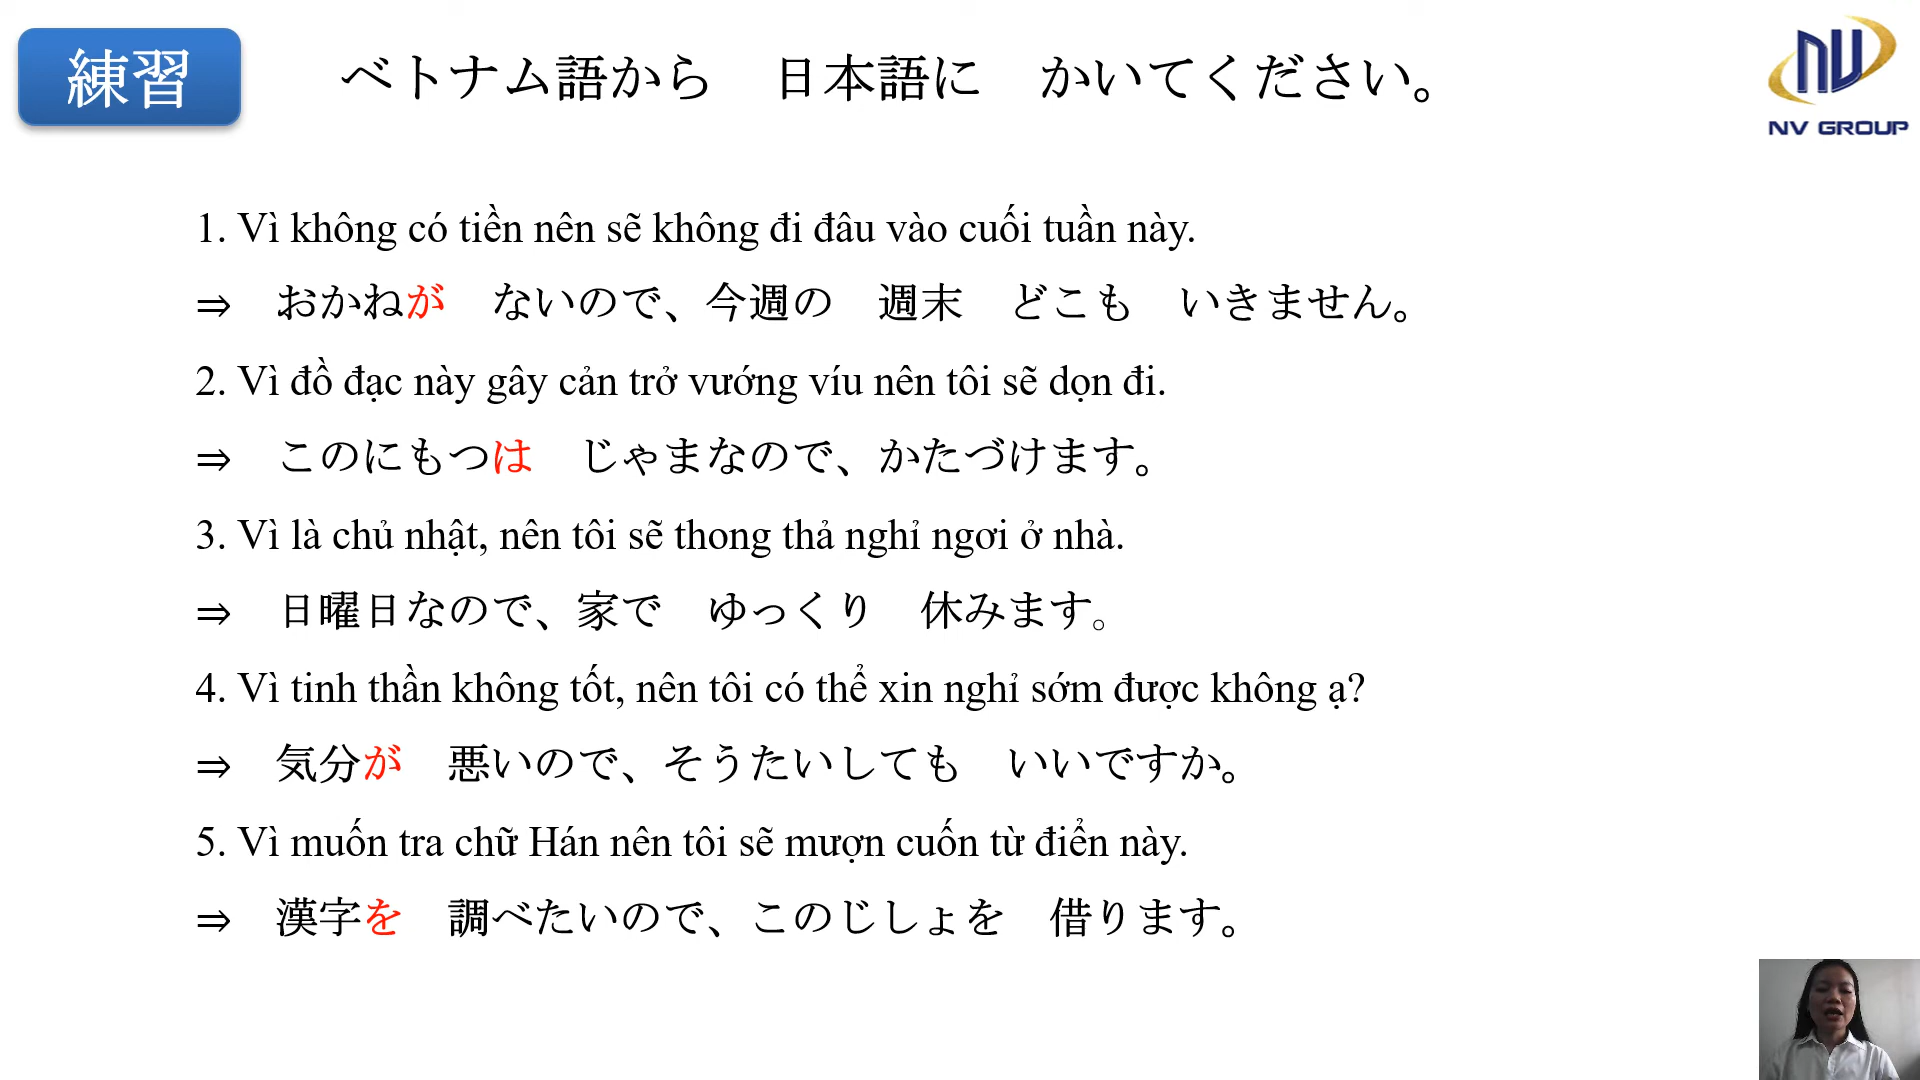 練習
ベトナム語から　日本語に　かいてください。
NV GROUP
1. Vì không có tiền nên sẽ không đi đâu vào cuối tuần này.
⇒　おかねが　ないので、今週の　週末　どこも　いきません。
2. Vì đồ đạc này gây cản trở vướng víu nên tôi sẽ dọn đi.
⇒　このにもつは　じゃまなので、かたづけます。
3. Vì là chủ nhật, nên tôi sẽ thong thả nghỉ ngơi ở nhà.
⇒　日曜日なので、家で　ゆっくり　休みます。
4. Vì tinh thần không tốt, nên tôi có thể xin nghỉ sớm được không ạ?
⇒　気分が　悪いので、そうたいしても　いいですか。
5. Vì muốn tra chữ Hán nên tôi sẽ mượn cuốn từ điển này.
⇒　漢字を　調べたいので、このじしょを　借ります。